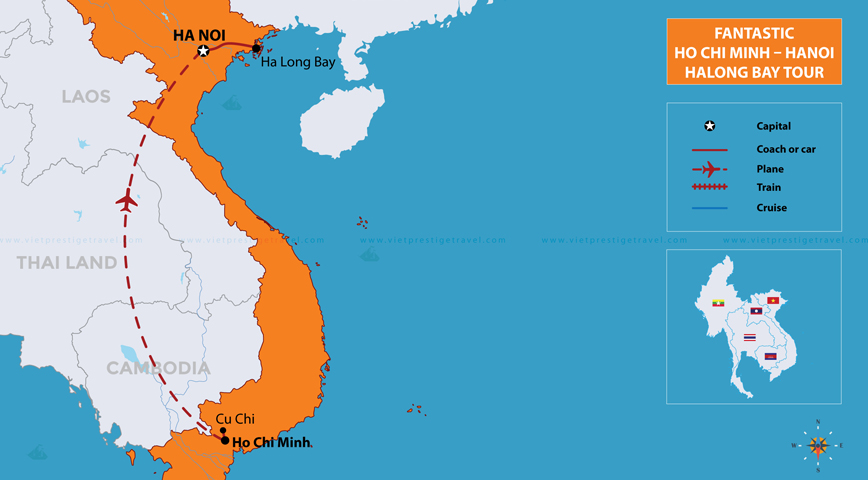 FANTASTIC
HO CHI MINH – HANOI
HALONG BAY TOUR
HA NOI
Ha Long Bay
LAOS
THAI LAND
CAMBODIA
Cu Chi
Ho Chi Minh
Capital
Coach or car
Plane
Train
Cruise
www.vietprestigetravel.com
www.vietprestigetravel.com
www.vietprestigetravel.com
www.vietprestigetravel.com
www.vietprestigetravel.com
N
W
E
N